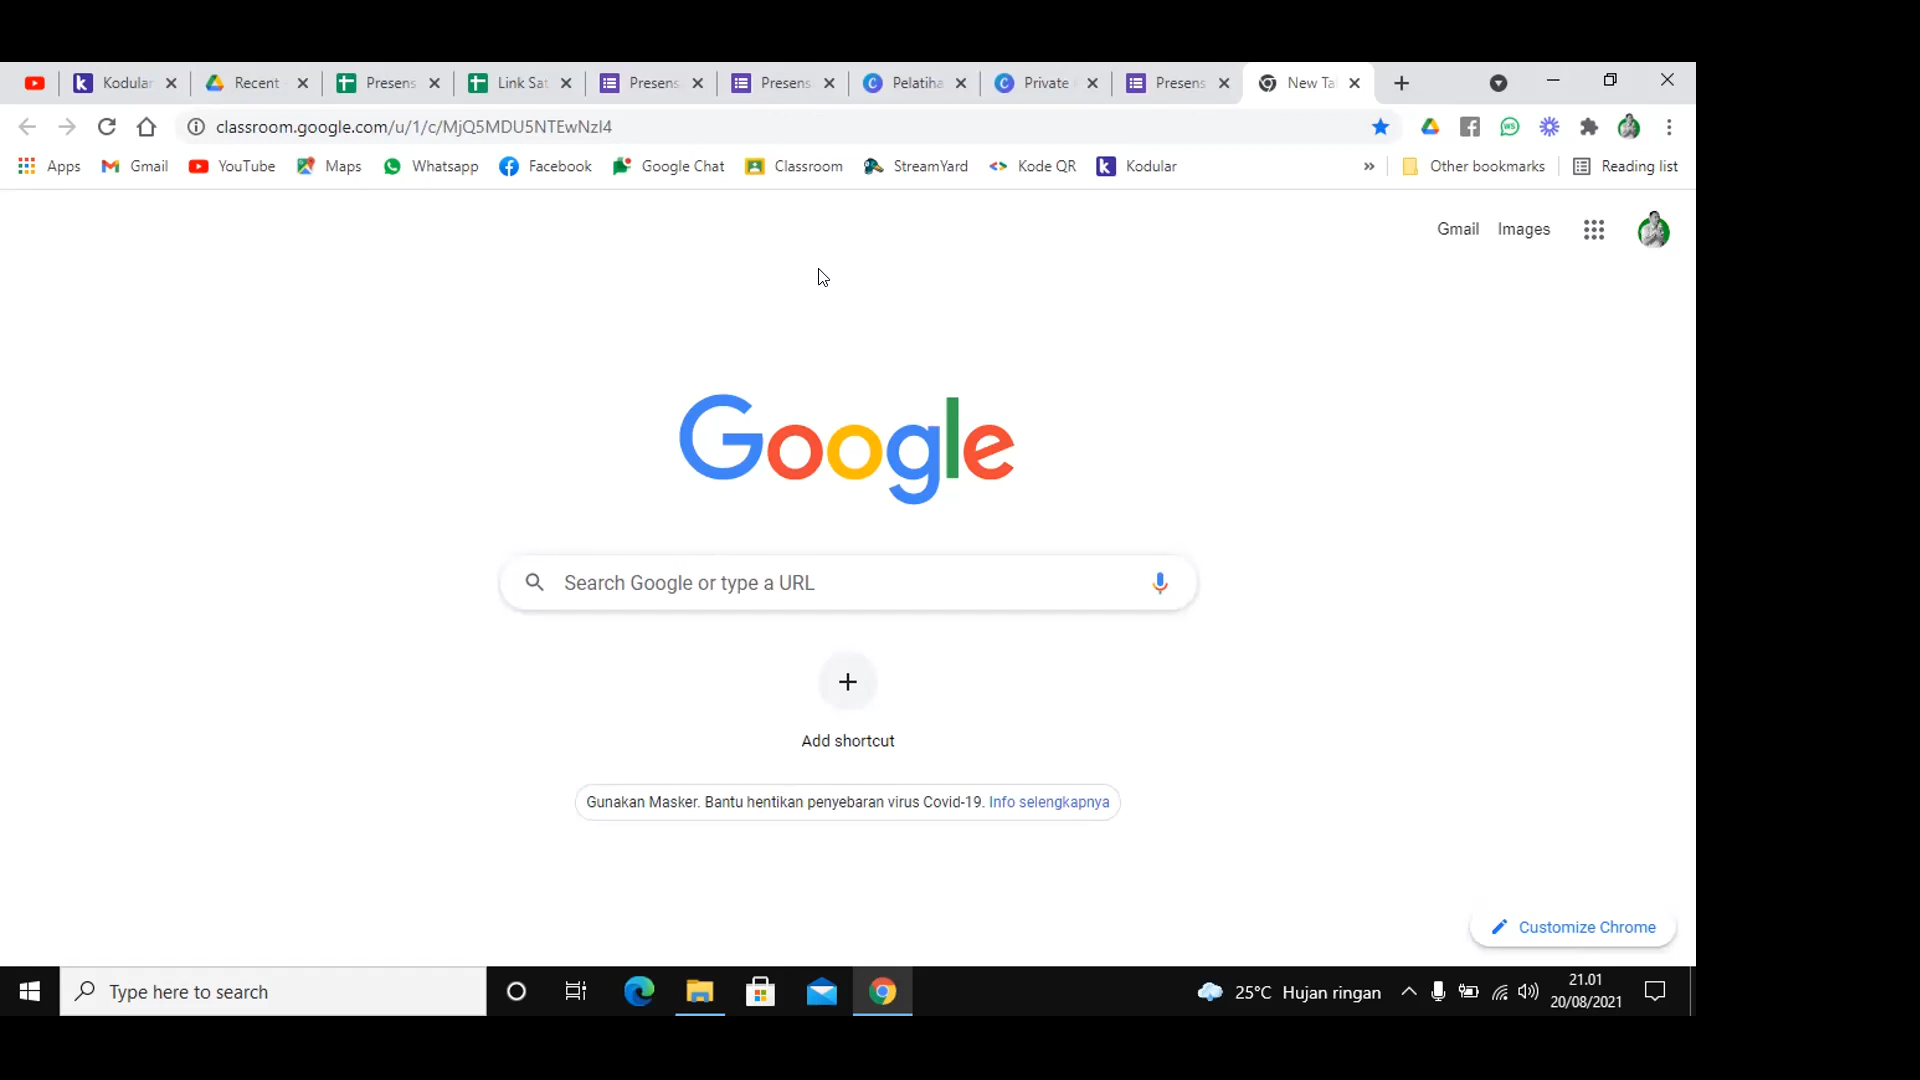 Kodular
Recent
Presens
Link Sat
Presens
Presens
Pelatiha
Private
Presens
New Ta
classroom.google.com/u/1/c/MjQ5MDU5NTEwNzI4
WS
Apps
Gmail
YouTube
Maps
Whatsapp
Facebook
Google Chat
Classroom
StreamYard
Kode QR
Kodular
Other bookmarks
Reading list
Gmail
Images
Google
Search Google or type a URL
Add shortcut
Gunakan Masker. Bantu hentikan penyebaran virus Covid-19. Info selengkapnya
Customize Chrome
Type here to search
25°C Hujan ringan
21.01
20/08/2021